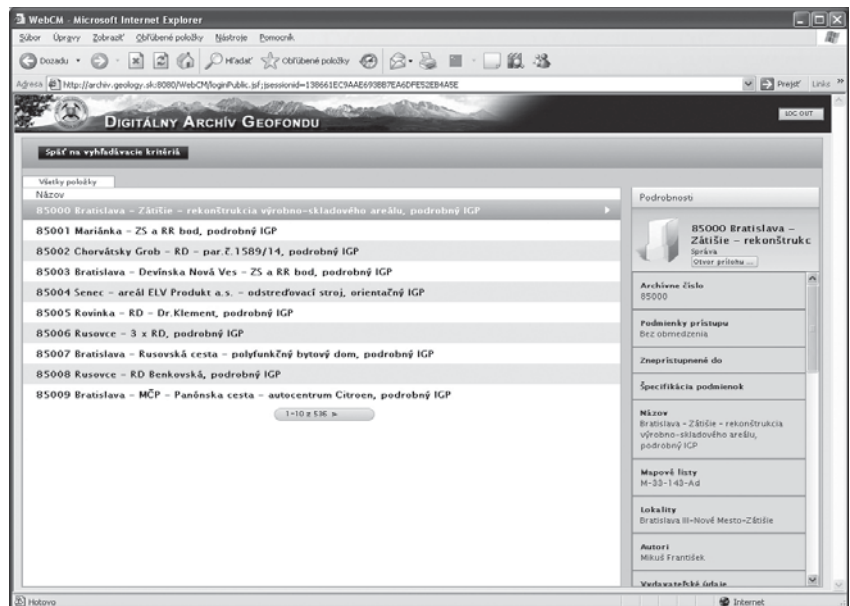 WebCM - Microsoft Internet Explorer
Súbor Úpravy Zobraziť Obľúbené položky Nástroje Pomocník
Dozadu Hľadať Obľúbené položky
Adresa http://archiv.geology.sk:8080/WebCM/loginPublic.jsf;jsessionid=138661EC9AAE693BB7EA6DFE52EB4A5E Prejsť Links »
DIGITÁLNY ARCHÍV GEOFONDU
LOG OUT
Späť na vyhľadávacie kritériá
Všetky položky
Názov
85000 Bratislava - Zátišie - rekonštrukcia výrobno-skladového areálu, podrobný IGP
85001 Mariánka - ZS a RR bod, podrobný IGP
85002 Chorvátsky Grob - RD - par.č.1589/14, podrobný IGP
85003 Bratislava - Devínska Nová Ves - ZS a RR bod, podrobný IGP
85004 Senec - areál ELV Produkt a.s. - odstreďovací stroj, orientačný IGP
85005 Rovinka - RD - Dr.Klement, podrobný IGP
85006 Rusovce - 3 x RD, podrobný IGP
85007 Bratislava - Rusovská cesta - polyfunkčný bytový dom, podrobný IGP
85008 Rusovce - RD Benkovská, podrobný IGP
85009 Bratislava - MČP - Panónska cesta - autocentrum Citroen, podrobný IGP
1-10 z 536
Podrobnosti
85000 Bratislava -
Zátišie - rekonštrukc
Správa
Otvor prílohu ...
Archívne číslo
85000
Podmienky prístupu
Bez obmedzenia
Zneprístupnené do
Špecifikácia podmienok
Názov
Bratislava - Zátišie - rekonštrukcia
výrobno-skladového areálu,
podrobný IGP
Mapové listy
M-33-143-Ad
Lokality
Bratislava III-Nové Mesto-Zátišie
Autori
Mikuš František.
Vydavateľské údaje
Hotovo
Internet